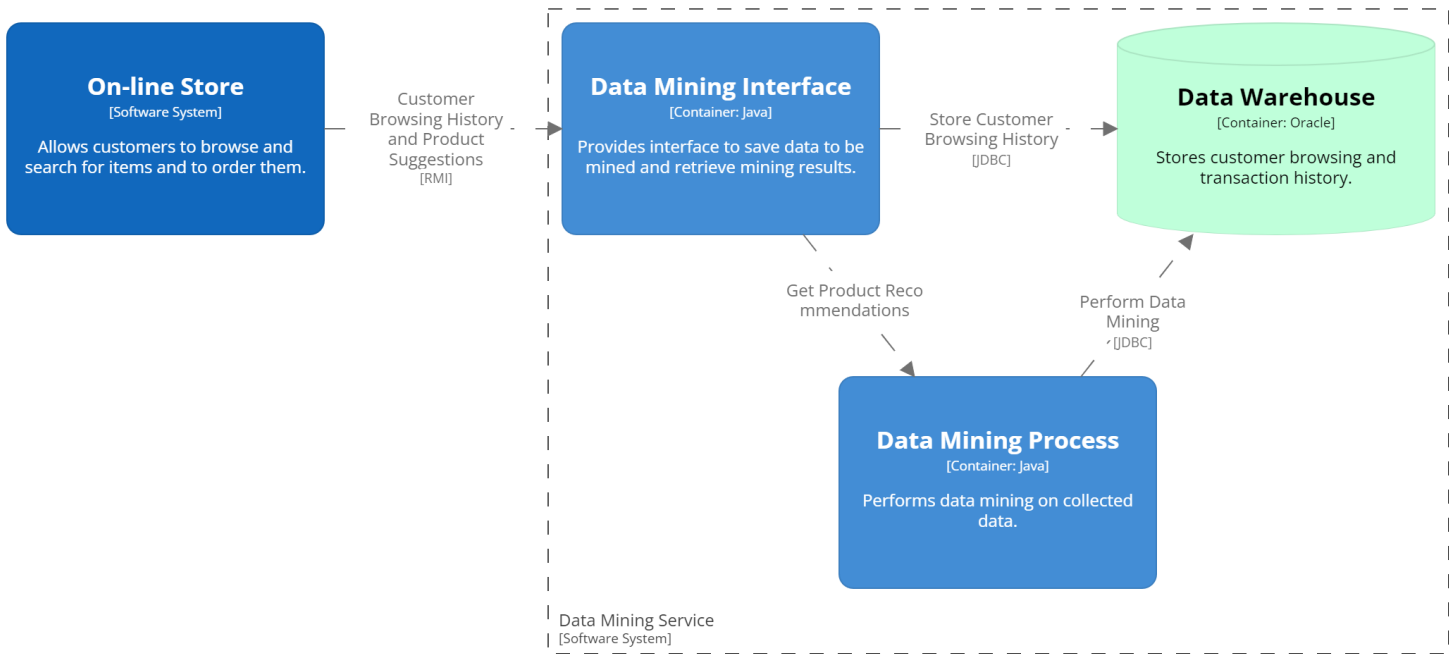 On-line Store
[Software System]
Allows customers to browse and
search for items and to order them.
Customer
Browsing History
and Product
Suggestions
[RMI]
Data Mining Interface
[Container: Java]
Provides interface to save data to be
mined and retrieve mining results.
Store Customer
Browsing History
[JDBC]
Data Warehouse
[Container: Oracle]
Stores customer browsing and
transaction history.
Get Product Reco
mmendations
Perform Data
Mining
[JDBC]
Data Mining Process
[Container: Java]
Performs data mining on collected
data.
Data Mining Service
[Software System]